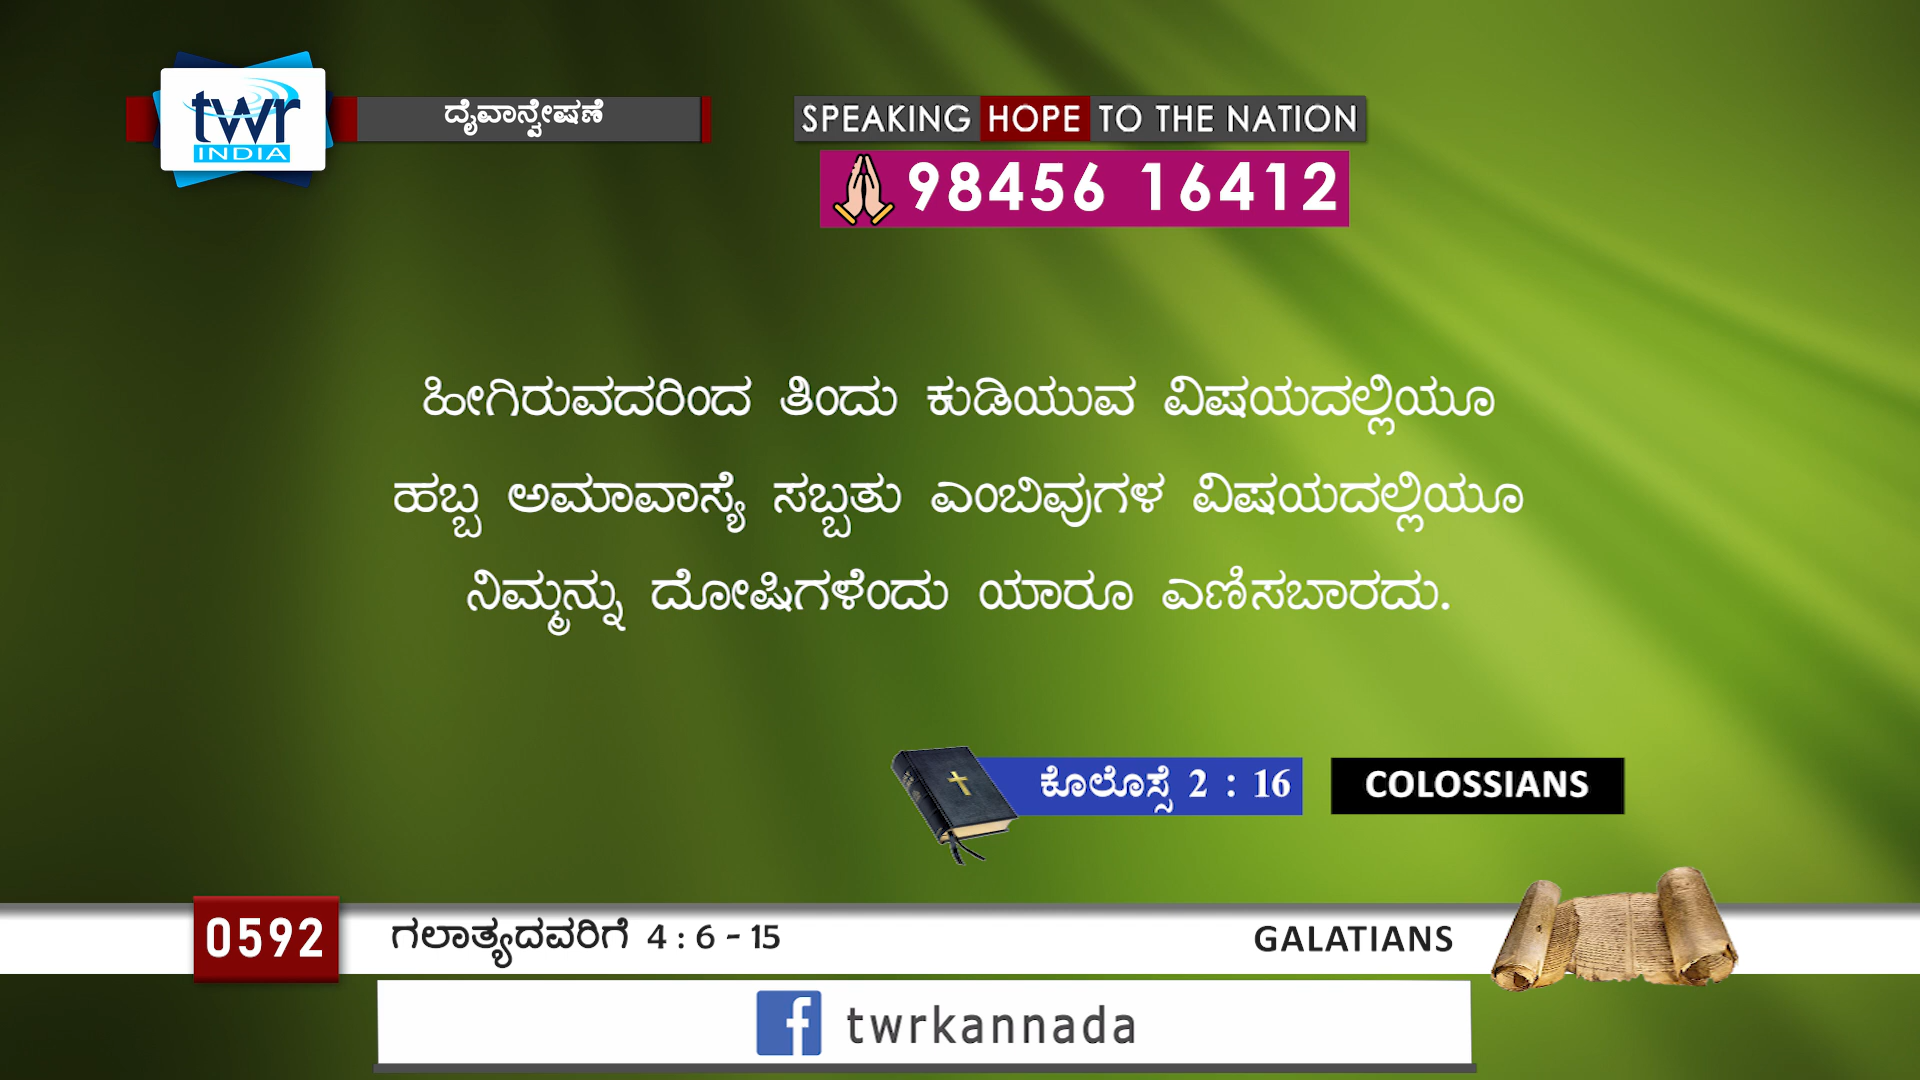 twr
INDIA
ದೈವಾನ್ವೇಷಣೆ
SPEAKING HOPE TO THE NATION
98456 16412
ಹೀಗಿರುವದರಿಂದ ತಿಂದು ಕುಡಿಯುವ ವಿಷಯದಲ್ಲಿಯೂ
ಹಬ್ಬ ಅಮಾವಾಸ್ಯೆ ಸಬ್ಬತು ಎಂಬಿವುಗಳ ವಿಷಯದಲ್ಲಿಯೂ
ನಿಮ್ಮನ್ನು ದೋಷಿಗಳೆಂದು ಯಾರೂ ಎಣಿಸಬಾರದು.
ಕೊಲೊಸ್ಸೆ 2 : 16
COLOSSIANS
0592
ಗಲಾತ್ಯದವರಿಗೆ 4 : 6 - 15
GALATIANS
twrkannada